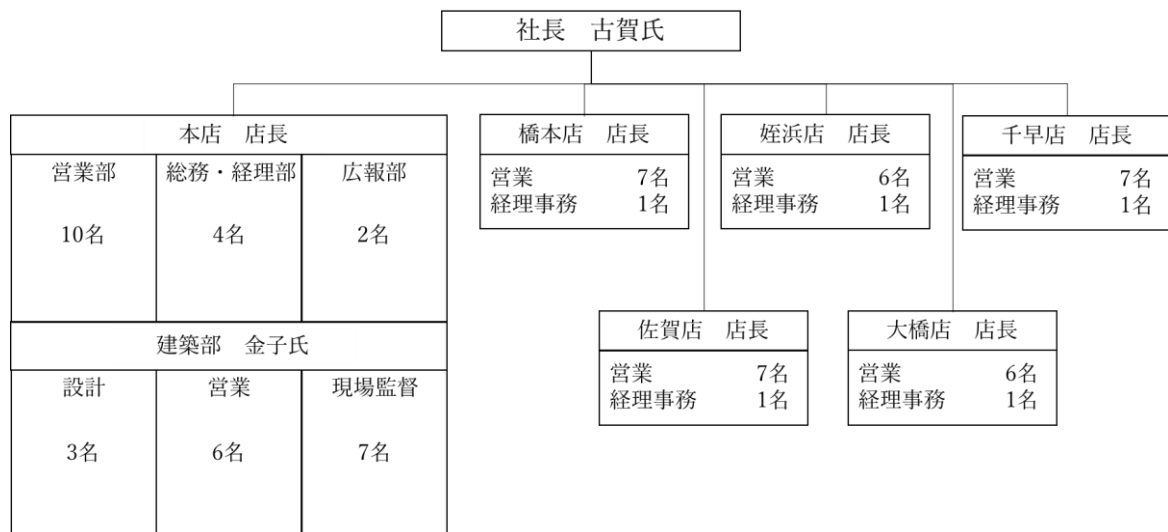 社長　古賀氏
本店　店長
営業部　総務・経理部　広報部
10名　4名　2名
建築部　金子氏
設計　営業　現場監督
3名　6名　7名
橋本店　店長
営業　7名
経理事務　1名
姪浜店　店長
営業　6名
経理事務　1名
千早店　店長
営業　7名
経理事務　1名
佐賀店　店長
営業　7名
経理事務　1名
大橋店　店長
営業　6名
経理事務　1名